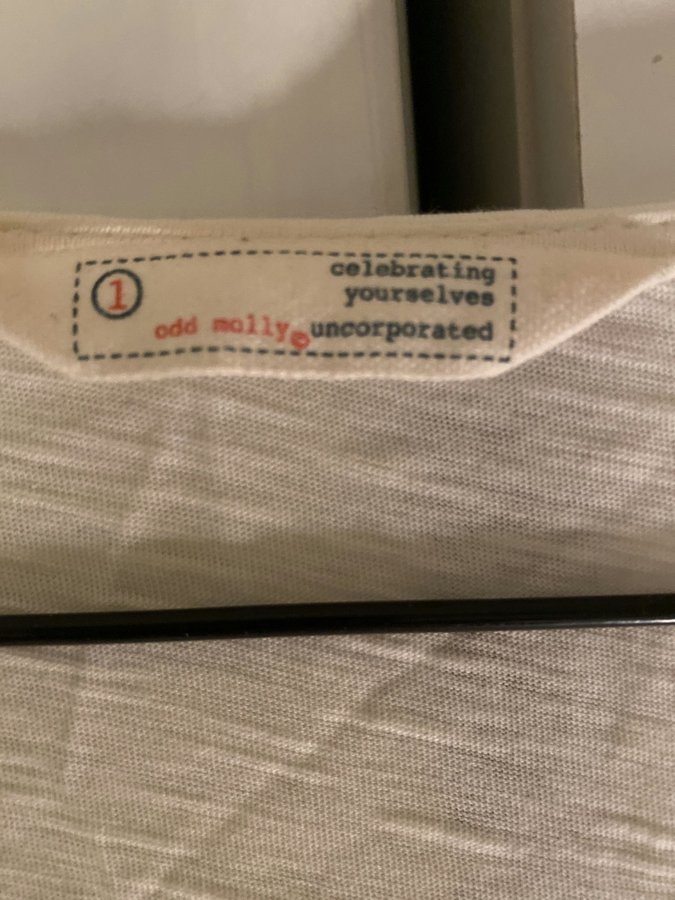 1
celebrating
yourselves
odd molly© uncorporated